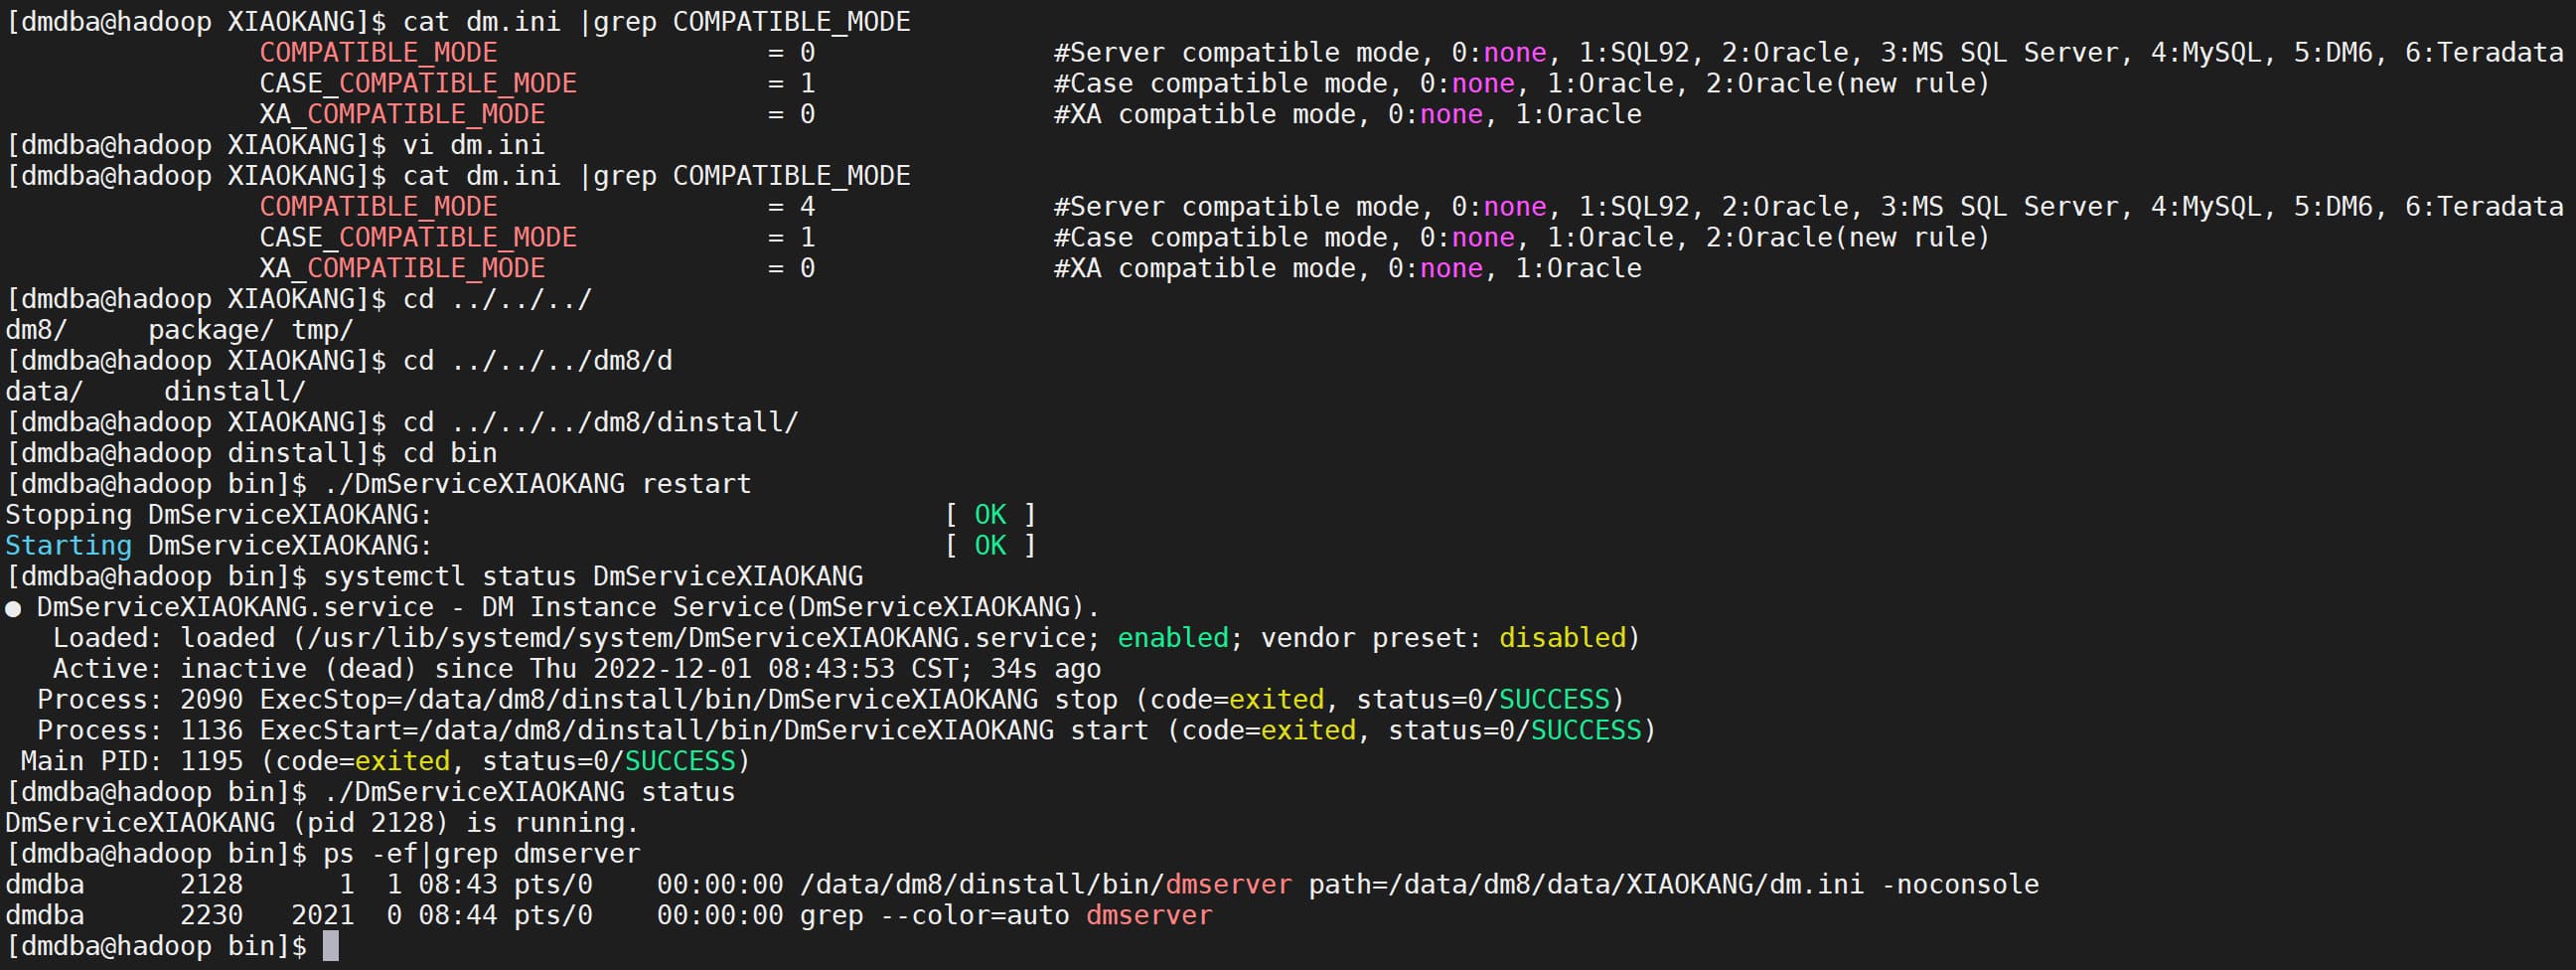 [dmdba@hadoop XIAOKANG]$ cat dm.ini |grep COMPATIBLE_MODE
COMPATIBLE_MODE = 0 #Server compatible mode, 0:none, 1:SQL92, 2:Oracle, 3:MS SQL Server, 4:MySQL, 5:DM6, 6:Teradata
CASE_COMPATIBLE_MODE = 1 #Case compatible mode, 0:none, 1:Oracle, 2:Oracle(new rule)
XA_COMPATIBLE_MODE = 0 #XA compatible mode, 0:none, 1:Oracle
[dmdba@hadoop XIAOKANG]$ vi dm.ini
[dmdba@hadoop XIAOKANG]$ cat dm.ini |grep COMPATIBLE_MODE
COMPATIBLE_MODE = 4 #Server compatible mode, 0:none, 1:SQL92, 2:Oracle, 3:MS SQL Server, 4:MySQL, 5:DM6, 6:Teradata
CASE_COMPATIBLE_MODE = 1 #Case compatible mode, 0:none, 1:Oracle, 2:Oracle(new rule)
XA_COMPATIBLE_MODE = 0 #XA compatible mode, 0:none, 1:Oracle
[dmdba@hadoop XIAOKANG]$ cd ../../../
dm8/ package/ tmp/
[dmdba@hadoop XIAOKANG]$ cd ../../../dm8/d
data/ dinstall/
[dmdba@hadoop XIAOKANG]$ cd ../../../dm8/dinstall/
[dmdba@hadoop dinstall]$ cd bin
[dmdba@hadoop bin]$ ./DmServiceXIAOKANG restart
Stopping DmServiceXIAOKANG: [ OK ]
Starting DmServiceXIAOKANG: [ OK ]
[dmdba@hadoop bin]$ systemctl status DmServiceXIAOKANG
● DmServiceXIAOKANG.service - DM Instance Service(DmServiceXIAOKANG).
Loaded: loaded (/usr/lib/systemd/system/DmServiceXIAOKANG.service; enabled; vendor preset: disabled)
Active: inactive (dead) since Thu 2022-12-01 08:43:53 CST; 34s ago
Process: 2090 ExecStop=/data/dm8/dinstall/bin/DmServiceXIAOKANG stop (code=exited, status=0/SUCCESS)
Process: 1136 ExecStart=/data/dm8/dinstall/bin/DmServiceXIAOKANG start (code=exited, status=0/SUCCESS)
Main PID: 1195 (code=exited, status=0/SUCCESS)
[dmdba@hadoop bin]$ ./DmServiceXIAOKANG status
DmServiceXIAOKANG (pid 2128) is running.
[dmdba@hadoop bin]$ ps -ef|grep dmserver
dmdba 2128 1 1 08:43 pts/0 00:00:00 /data/dm8/dinstall/bin/dmserver path=/data/dm8/data/XIAOKANG/dm.ini -noconsole
dmdba 2230 2021 0 08:44 pts/0 00:00:00 grep --color=auto dmserver
[dmdba@hadoop bin]$